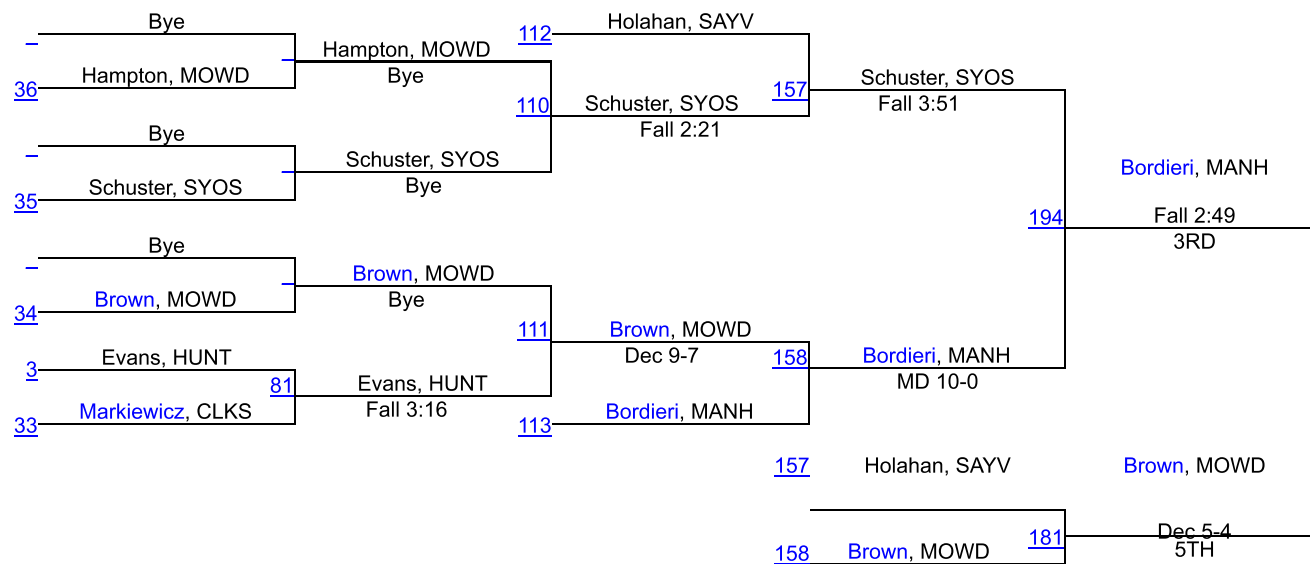 Bye
Holahan, SAYV
112
Hampton, MOWD
Schuster, SYOS
Hampton, MOWD
Bye
36
157
Fall 3:51
110
Schuster, SYOS
Fall 2:21
Bye
Schuster, SYOS
Bordieri, MANH
Schuster, SYOS
Bye
35
194
Fall 2:49
3RD
Bye
Brown, MOWD
Brown, MOWD
Bye
34
111
Brown, MOWD
Evans, HUNT
Dec 9-7
158
Bordieri, MANH
3
81
Evans, HUNT
MD 10-0
Markiewicz, CLKS
Fall 3:16
Bordieri, MANH
33
113
157
Holahan, SAYV
Brown, MOWD
Dec 5-4
181
5TH
158
Brown, MOWD